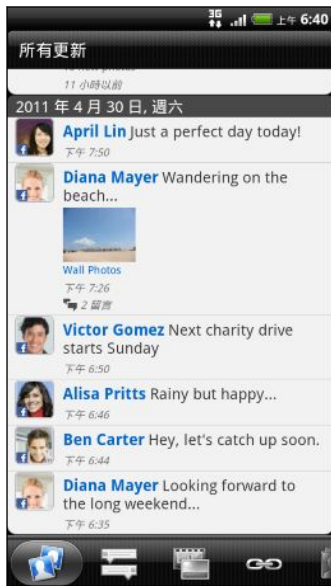 3G
上午 6:40
所有更新
11 小時以前
2011 年 4 月 30 日, 週六
April Lin Just a perfect day today!
下午 7:50
Diana Mayer Wandering on the
beach...
Wall Photos
下午 7:26
2 留言
Victor Gomez Next charity drive
starts Sunday
下午 6:50
Alisa Pritts Rainy but happy...
下午 6:46
Ben Carter Hey, let's catch up soon.
下午 6:44
Diana Mayer Looking forward to
the long weekend...
下午 6:35